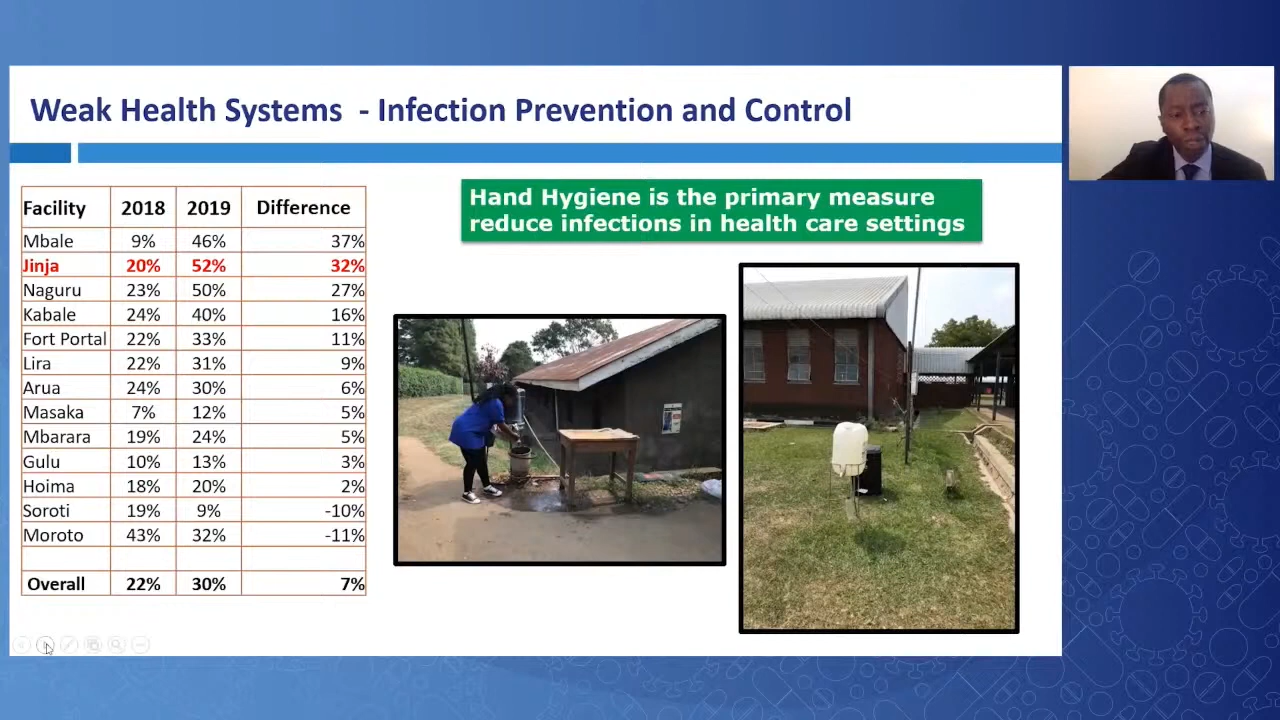 Weak Health Systems - Infection Prevention and Control
Facility 2018 2019 Difference
Mbale 9% 46% 37%
Jinja 20% 52% 32%
Naguru 23% 50% 27%
Kabale 24% 40% 16%
Fort Portal 22% 33% 11%
Lira 22% 31% 9%
Arua 24% 30% 6%
Masaka 7% 12% 5%
Mbarara 19% 24% 5%
Gulu 10% 13% 3%
Hoima 18% 20% 2%
Soroti 19% 9% -10%
Moroto 43% 32% -11%
Overall 22% 30% 7%
Hand Hygiene is the primary measure
reduce infections in health care settings